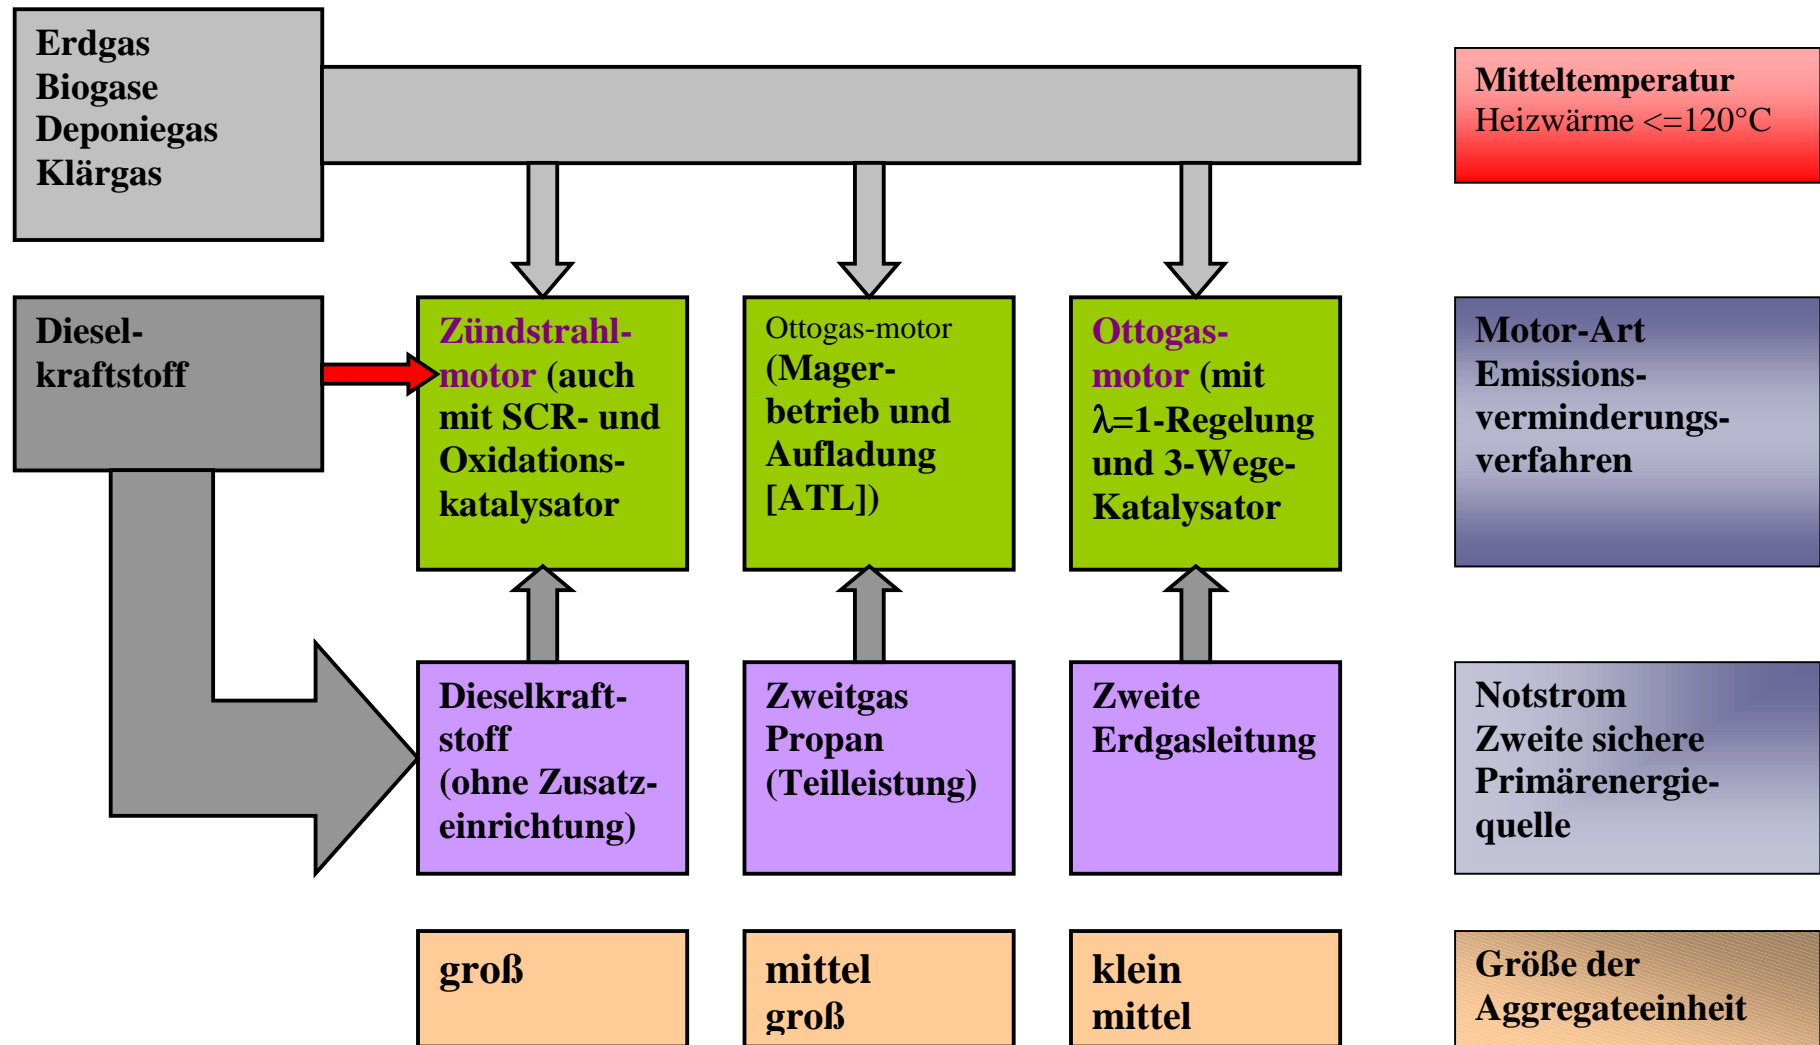 Erdgas
Biogase
Deponiegas
Klärgas
Mitteltemperatur
Heizwärme <=120°C
Diesel-
kraftstoff
Zündstrahl-
motor (auch
mit SCR- und
Oxidations-
katalysator
Ottogas-motor
(Mager-
betrieb und
Aufladung
[ATL])
Ottogas-
motor (mit
λ=1-Regelung
und 3-Wege-
Katalysator
Motor-Art
Emissions-
verminderungs-
verfahren
Dieselkraft-
stoff
(ohne Zusatz-
einrichtung)
Zweitgas
Propan
(Teilleistung)
Zweite
Erdgasleitung
Notstrom
Zweite sichere
Primärenergie-
quelle
groß
mittel
groß
klein
mittel
Größe der
Aggregateeinheit